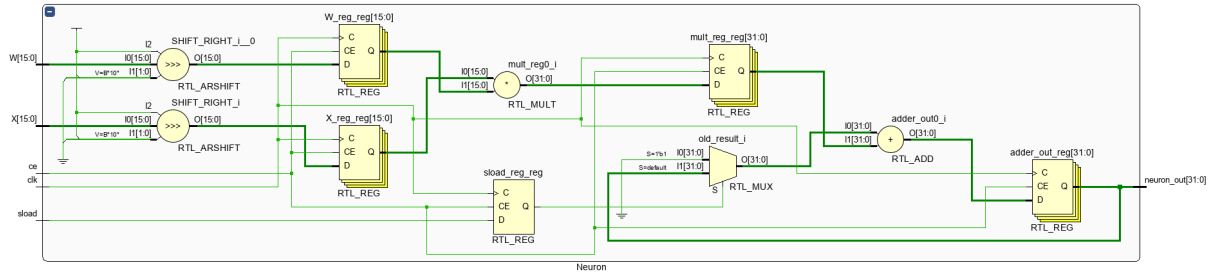 W_reg_reg[15:0]
SHIFT_RIGHT_i__0
I2
W[15:0]
I0[15:0]
O[15:0]
>>>
V=B"10"
I1[1:0]
RTL_ARSHIFT
C
CE
Q
D
RTL_REG
SHIFT_RIGHT_i
I2
X[15:0]
I0[15:0]
O[15:0]
>>>
V=B"10"
I1[1:0]
RTL_ARSHIFT
X_reg_reg[15:0]
C
CE
Q
D
RTL_REG
mult_reg0_i
I0[15:0]
I1[15:0]
*
O[31:0]
RTL_MULT
mult_reg_reg[31:0]
C
CE
Q
D
RTL_REG
ce
clk
sload
sload_reg_reg
C
CE
Q
D
RTL_REG
old_result_i
S=1'b1
I0[31:0]
S=default
I1[31:0]
O[31:0]
S
RTL_MUX
adder_out0_i
I0[31:0]
I1[31:0]
+
O[31:0]
RTL_ADD
adder_out_reg[31:0]
C
CE
Q
D
RTL_REG
neuron_out[31:0]
Neuron